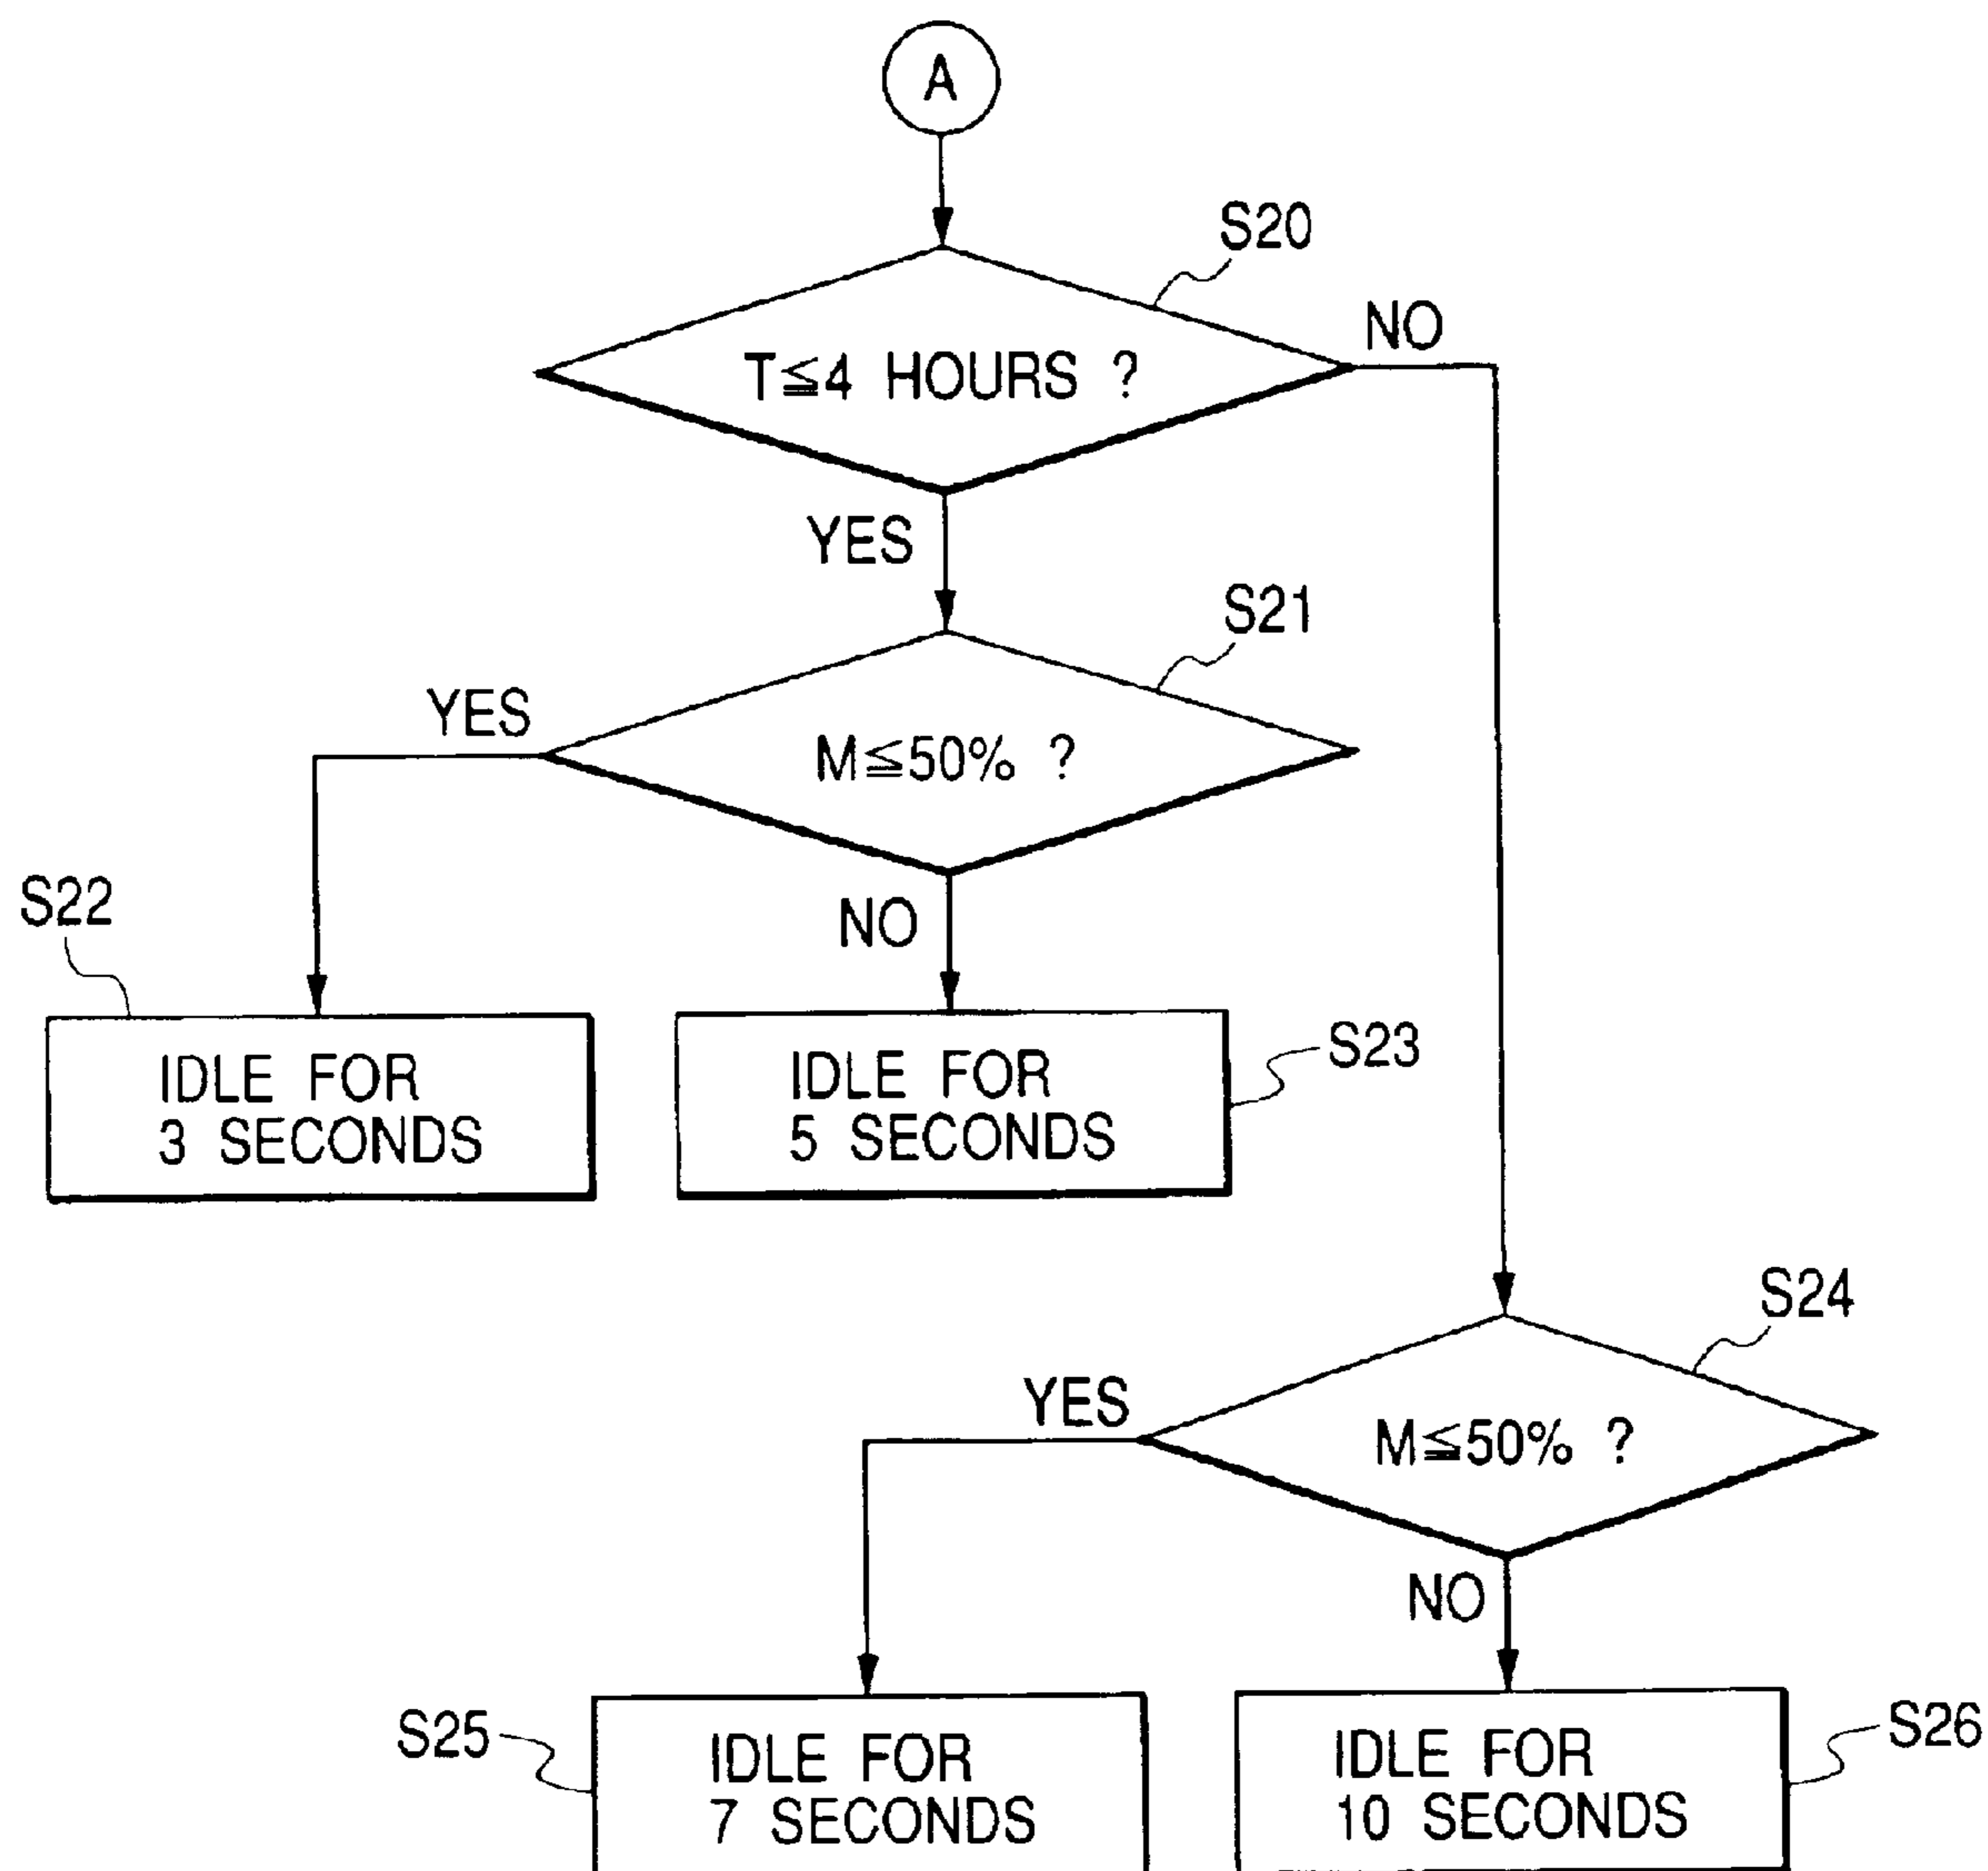 A
S20
T≦4 HOURS ?
NO
YES
S21
YES
M≦50% ?
S22
NO
IDLE FOR
3 SECONDS
IDLE FOR
5 SECONDS
S23
S24
YES
M≦50% ?
NO
S25
IDLE FOR
7 SECONDS
IDLE FOR
10 SECONDS
S26